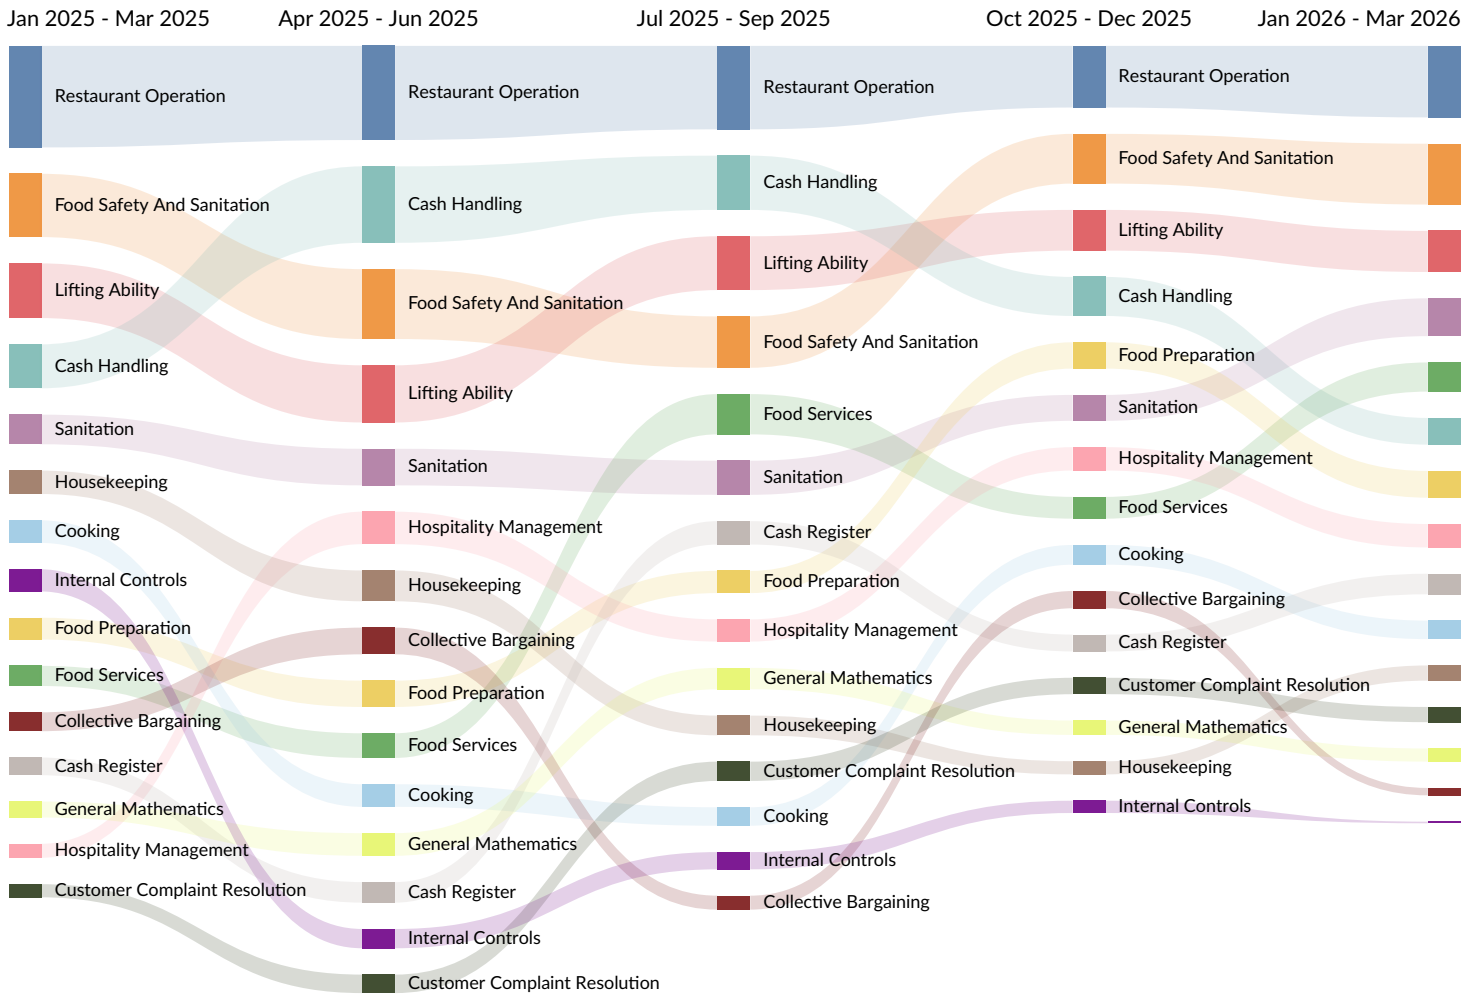 Jan 2025 - Mar 2025
Apr 2025 - Jun 2025
Jul 2025 - Sep 2025
Oct 2025 - Dec 2025
Jan 2026 - Mar 2026
Restaurant Operation
Food Safety And Sanitation
Lifting Ability
Cash Handling
Sanitation
Housekeeping
Cooking
Internal Controls
Food Preparation
Food Services
Collective Bargaining
Cash Register
General Mathematics
Hospitality Management
Customer Complaint Resolution
Restaurant Operation
Cash Handling
Food Safety And Sanitation
Lifting Ability
Sanitation
Hospitality Management
Housekeeping
Collective Bargaining
Food Preparation
Food Services
Cooking
General Mathematics
Cash Register
Internal Controls
Customer Complaint Resolution
Restaurant Operation
Cash Handling
Lifting Ability
Food Safety And Sanitation
Food Services
Sanitation
Cash Register
Food Preparation
Hospitality Management
General Mathematics
Housekeeping
Customer Complaint Resolution
Cooking
Internal Controls
Collective Bargaining
Restaurant Operation
Food Safety And Sanitation
Lifting Ability
Cash Handling
Food Preparation
Sanitation
Hospitality Management
Food Services
Cooking
Collective Bargaining
Cash Register
Customer Complaint Resolution
General Mathematics
Housekeeping
Internal Controls